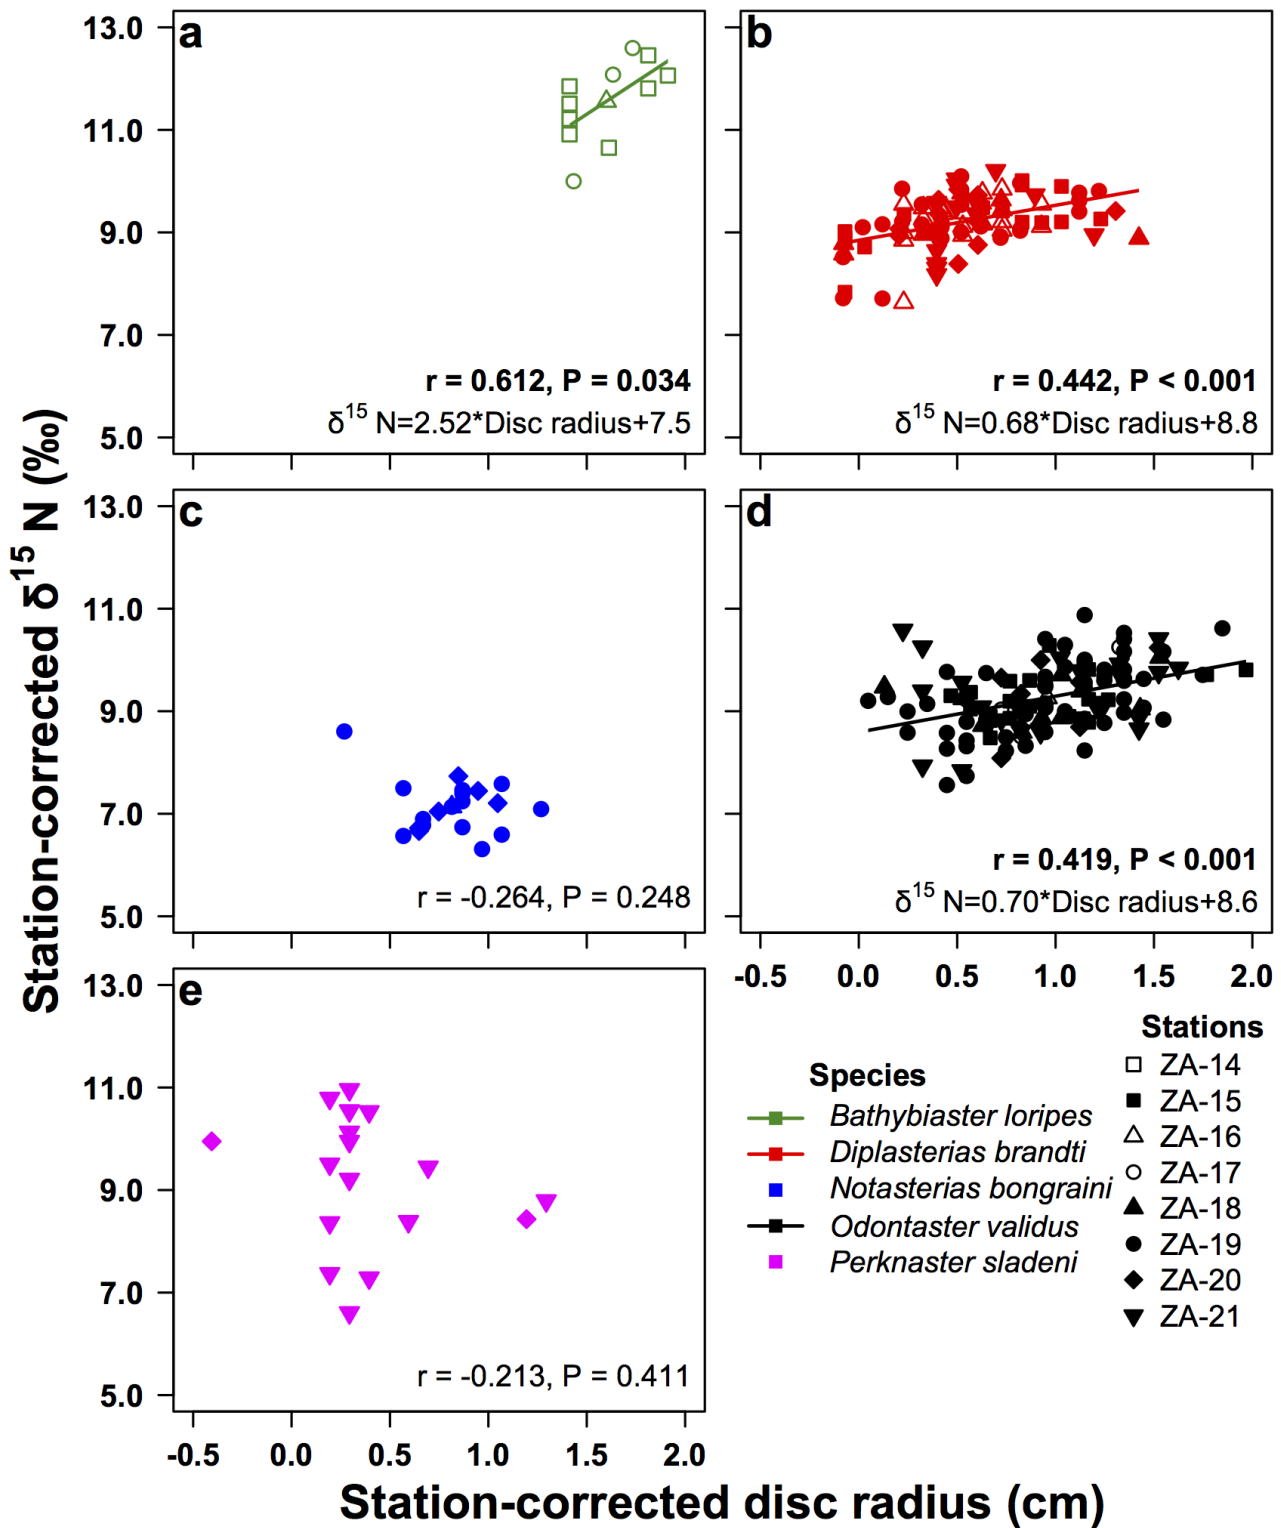 Station-corrected δ15 N (‰)
a
13.0
11.0
9.0
7.0
5.0
r = 0.612, P = 0.034
δ15 N=2.52*Disc radius+7.5
b
r = 0.442, P < 0.001
δ15 N=0.68*Disc radius+8.8
c
13.0
11.0
9.0
7.0
5.0
r = -0.264, P = 0.248
d
r = 0.419, P < 0.001
δ15 N=0.70*Disc radius+8.6
-0.5 0.0 0.5 1.0 1.5 2.0
e
13.0
11.0
9.0
7.0
5.0
r = -0.213, P = 0.411
-0.5 0.0 0.5 1.0 1.5 2.0
Station-corrected disc radius (cm)
Species
Bathybiaster loripes
Diplasterias brandti
Notasterias bongraini
Odontaster validus
Perknaster sladeni
Stations
ZA-14
ZA-15
ZA-16
ZA-17
ZA-18
ZA-19
ZA-20
ZA-21